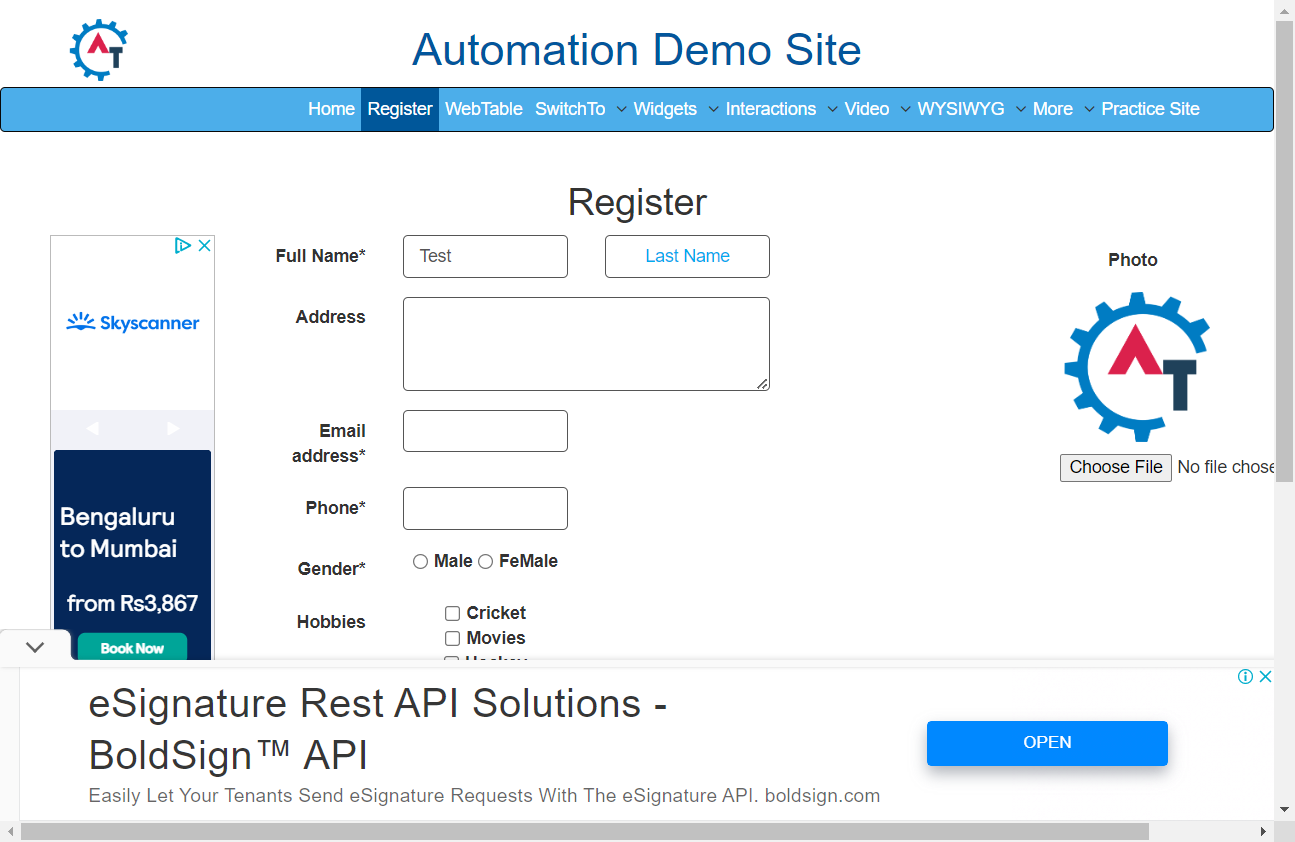 AT
Automation Demo Site
Home Register WebTable SwitchTo Widgets Interactions Video WYSIWYG More Practice Site
Register
Full Name* Test Last Name
Photo
Skyscanner
Address
AT
Email
address*
Choose File No file chose
Bengaluru
to Mumbai
Phone*
Gender* Male FeMale
from Rs3,867
Hobbies Cricket
Movies
Hockey
Book Now
eSignature Rest API Solutions -
BoldSign™ API
OPEN
Easily Let Your Tenants Send eSignature Requests With The eSignature API. boldsign.com